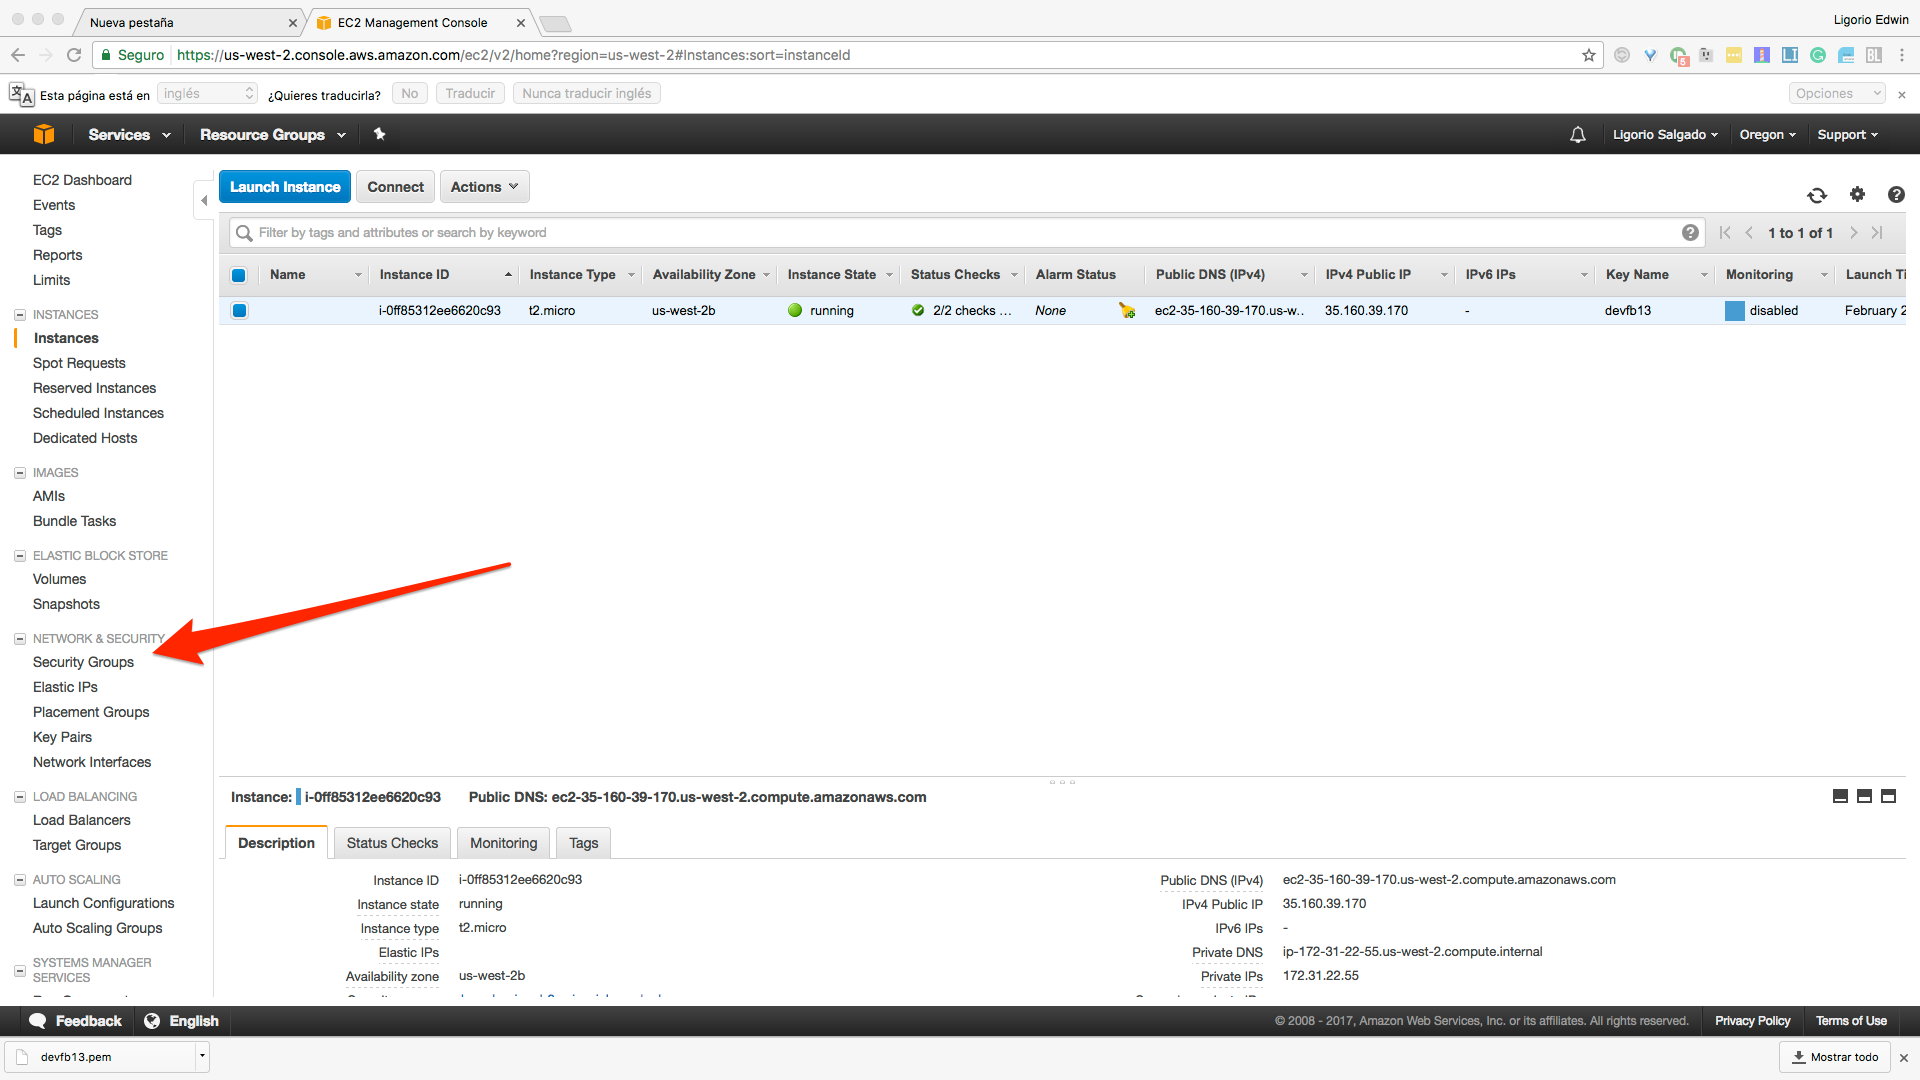 Nueva pestaña
EC2 Management Console
Ligorio Edwin
Seguro
https://us-west-2.console.aws.amazon.com/ec2/v2/home?region=us-west-2#Instances:sort=instanceId
5
LI
BL
Esta página está en
inglés
¿Quieres traducirla?
No
Traducir
Nunca traducir inglés
Opciones
Services
Resource Groups
Ligorio Salgado
Oregon
Support
EC2 Dashboard
Events
Tags
Reports
Limits
INSTANCES
Instances
Spot Requests
Reserved Instances
Scheduled Instances
Dedicated Hosts
IMAGES
AMIs
Bundle Tasks
ELASTIC BLOCK STORE
Volumes
Snapshots
NETWORK & SECURITY
Security Groups
Elastic IPs
Placement Groups
Key Pairs
Network Interfaces
LOAD BALANCING
Load Balancers
Target Groups
AUTO SCALING
Launch Configurations
Auto Scaling Groups
SYSTEMS MANAGER
SERVICES
Launch Instance
Connect
Actions
Filter by tags and attributes or search by keyword
1 to 1 of 1
Name Instance ID Instance Type Availability Zone Instance State Status Checks Alarm Status Public DNS (IPv4) IPv4 Public IP IPv6 IPs Key Name Monitoring Launch Ti
i-0ff85312ee6620c93 t2.micro us-west-2b running 2/2 checks ... None ec2-35-160-39-170.us-w.. 35.160.39.170 - devfb13 disabled February 2
Instance: i-0ff85312ee6620c93 Public DNS: ec2-35-160-39-170.us-west-2.compute.amazonaws.com
Description
Status Checks
Monitoring
Tags
Instance ID i-0ff85312ee6620c93
Instance state running
Instance type t2.micro
Elastic IPs
Availability zone us-west-2b
Public DNS (IPv4) ec2-35-160-39-170.us-west-2.compute.amazonaws.com
IPv4 Public IP 35.160.39.170
IPv6 IPs -
Private DNS ip-172-31-22-55.us-west-2.compute.internal
Private IPs 172.31.22.55
Feedback
English
© 2008 - 2017, Amazon Web Services, Inc. or its affiliates. All rights reserved.
Privacy Policy
Terms of Use
devfb13.pem
Mostrar todo